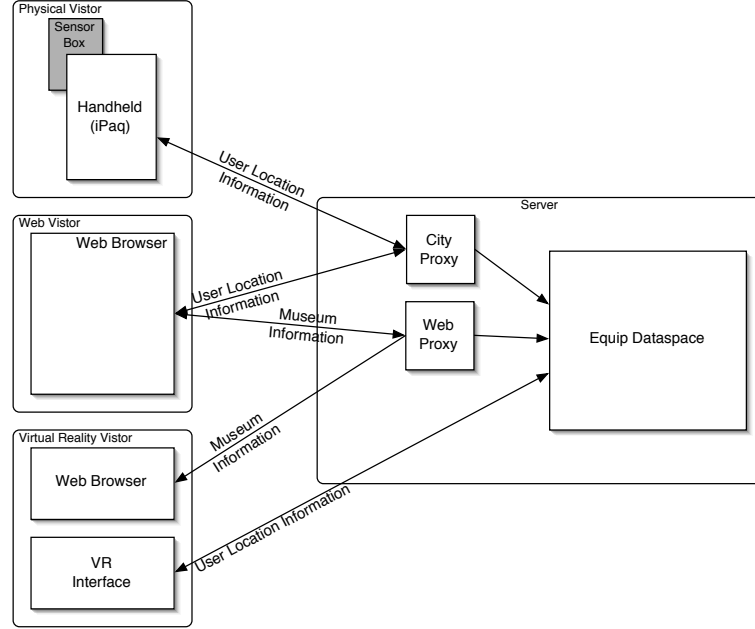 Physical Vistor
Sensor
Box
Handheld
(iPaq)
User Location
Information
Web Vistor
Web Browser
User Location
Information
Museum
Information
Virtual Reality Vistor
Web Browser
VR
Interface
Museum
Information
User Location Information
Server
City
Proxy
Web
Proxy
Equip Dataspace